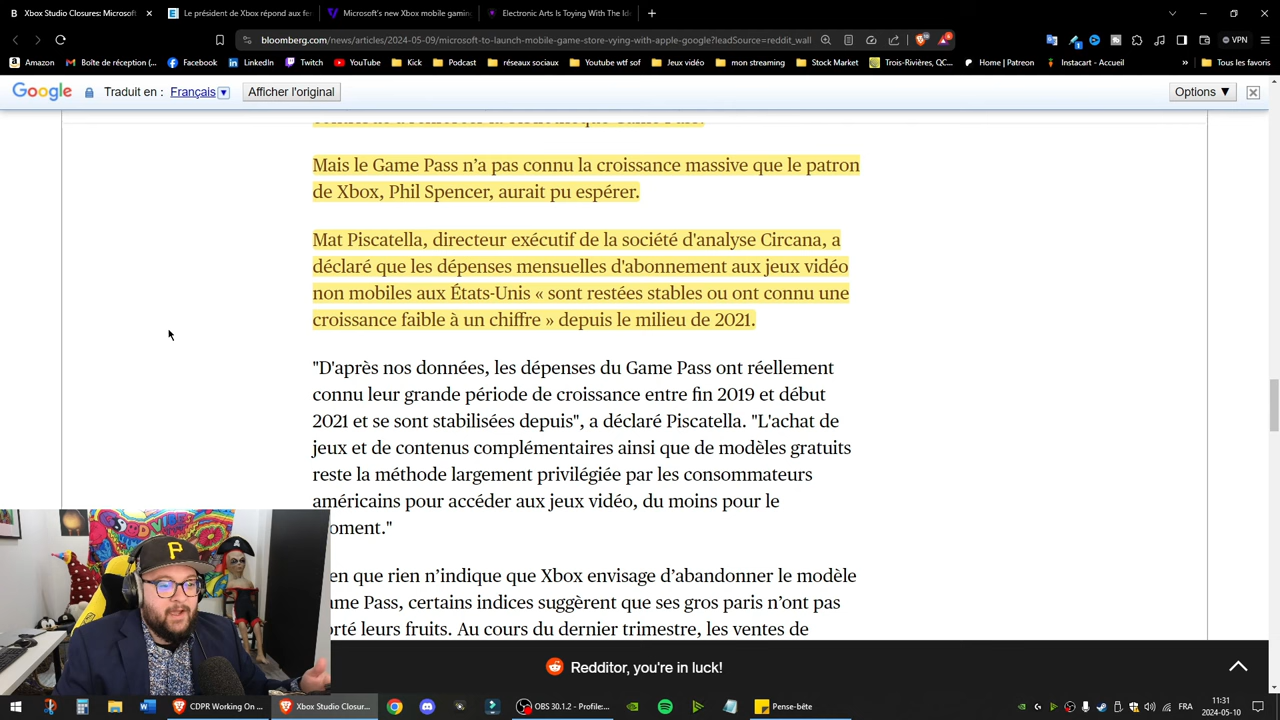 Xbox Studio Closures: Microsoft
Le président de Xbox répond aux fer
Microsoft's new Xbox mobile gaming
Electronic Arts Is Toying With The Id
bloomberg.com/news/articles/2024-05-09/microsoft-to-launch-mobile-game-store-vying-with-apple-google?leadSource=reddit_wall
VPN
Amazon
Boîte de réception (...
Facebook
LinkedIn
Twitch
YouTube
Kick
Podcast
réseaux sociaux
Youtube wtf sof
Jeux vidéo
mon streaming
Stock Market
Trois-Rivières, QC...
Home | Patreon
Instacart - Accueil
Tous les favoris
Google
Traduit en :
Français
Afficher l'original
Options ▼
Mais le Game Pass n'a pas connu la croissance massive que le patron
de Xbox, Phil Spencer, aurait pu espérer.
Mat Piscatella, directeur exécutif de la société d'analyse Circana, a
déclaré que les dépenses mensuelles d'abonnement aux jeux vidéo
non mobiles aux États-Unis « sont restées stables ou ont connu une
croissance faible à un chiffre » depuis le milieu de 2021.
"D'après nos données, les dépenses du Game Pass ont réellement
connu leur grande période de croissance entre fin 2019 et début
2021 et se sont stabilisées depuis", a déclaré Piscatella. "L'achat de
jeux et de contenus complémentaires ainsi que de modèles gratuits
reste la méthode largement privilégiée par les consommateurs
américains pour accéder aux jeux vidéo, du moins pour le
oment."
en que rien n'indique que Xbox envisage d'abandonner le modèle
ame Pass, certains indices suggèrent que ses gros paris n'ont pas
orté leurs fruits. Au cours du dernier trimestre, les ventes de
Redditor, you're in luck!
P
CDPR Working On ...
Xbox Studio Closur...
OBS 30.1.2 - Profile:...
Pense-bête
FRA
11:31
2024-05-10